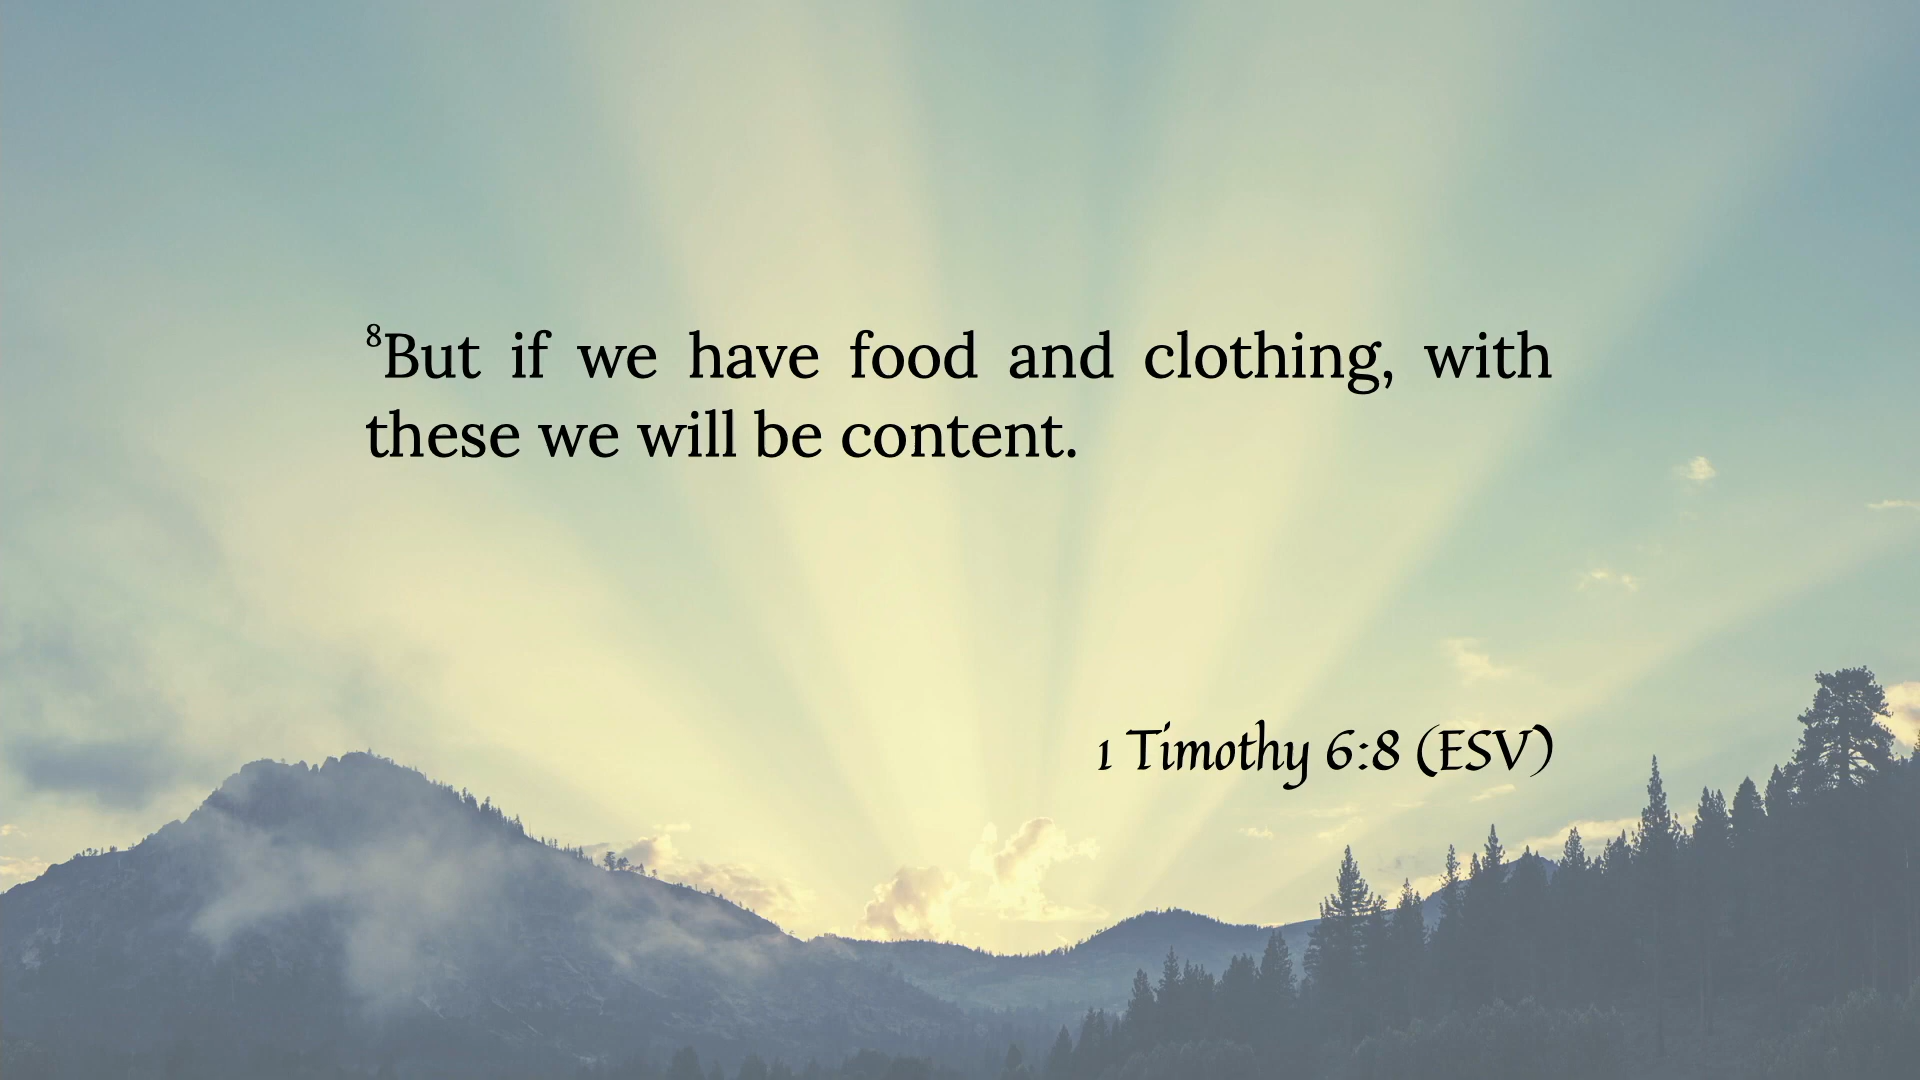 ⁸But if we have food and clothing, with
these we will be content.
1 Timothy 6:8 (ESV)